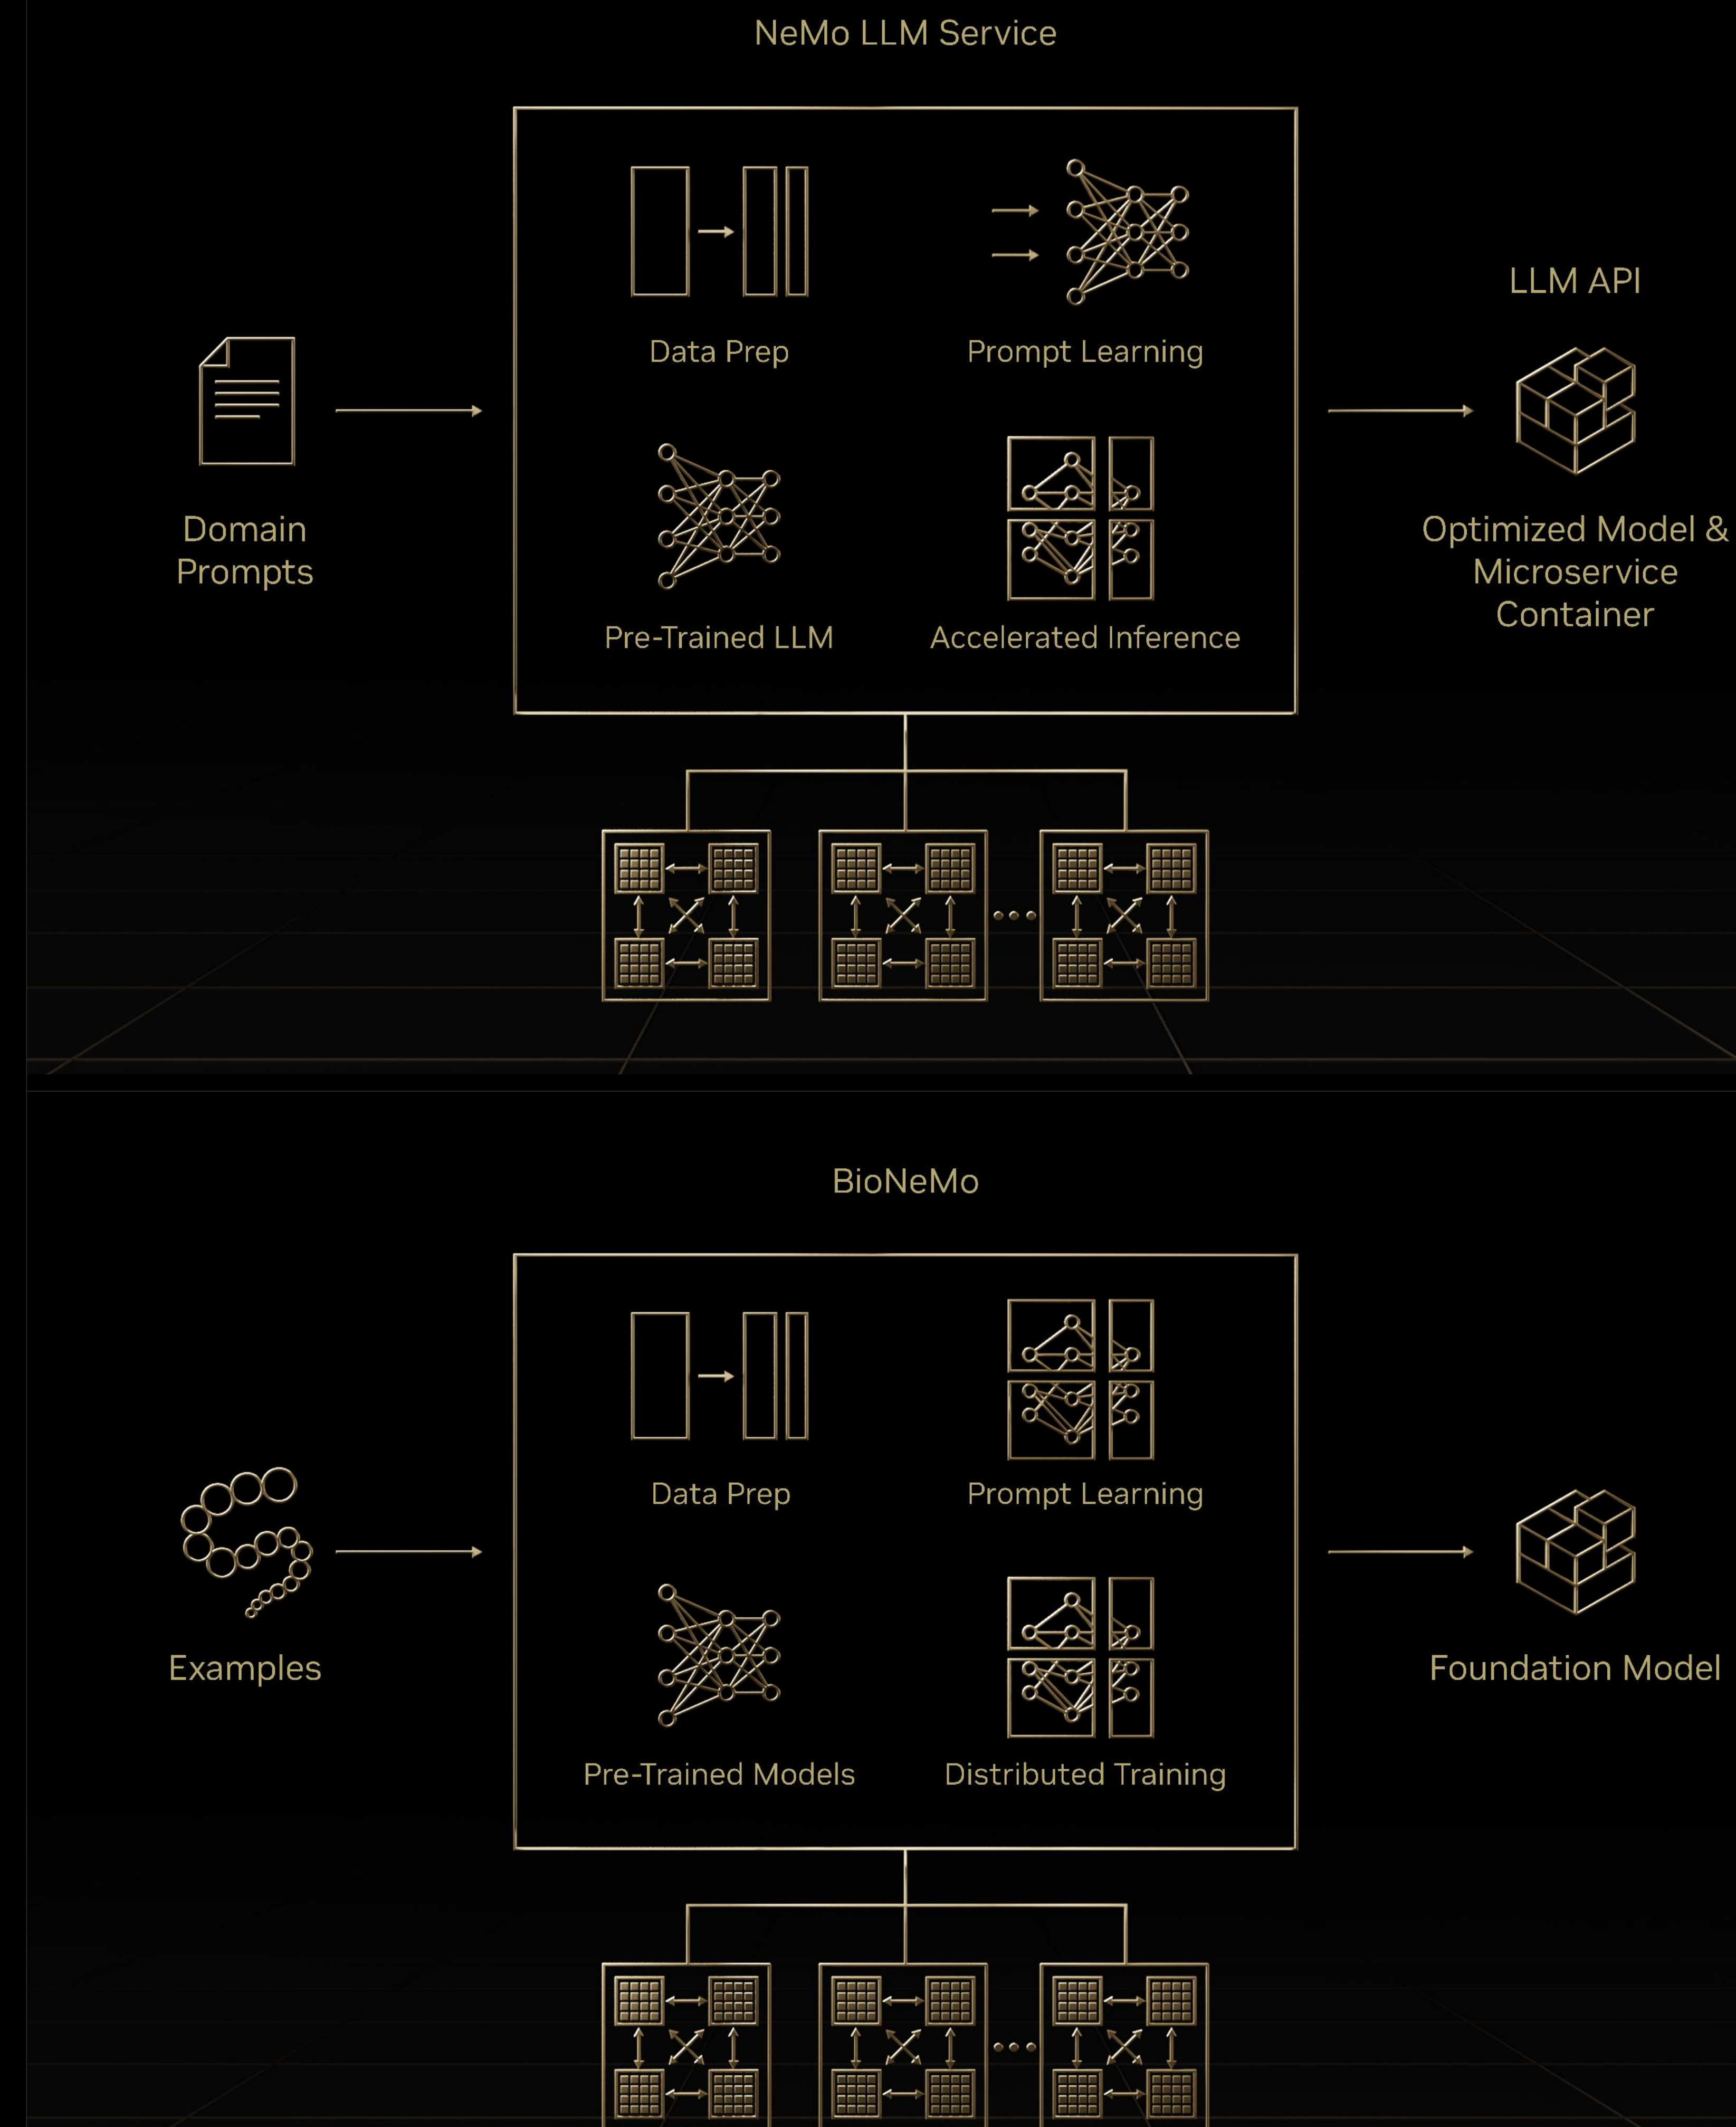 NeMo LLM Service
Data Prep
Prompt Learning
LLM API
Domain
Prompts
Pre-Trained LLM
Accelerated Inference
Optimized Model &
Microservice
Container
BioNeMo
Data Prep
Prompt Learning
Examples
Foundation Model
Pre-Trained Models
Distributed Training